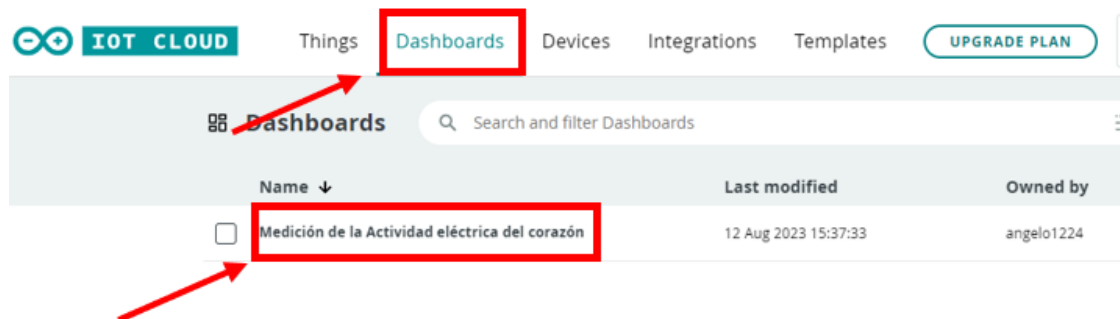 IOT CLOUD Things Dashboards Devices Integrations Templates UPGRADE PLAN
Dashboards Search and filter Dashboards
Name Last modified Owned by
Medición de la Actividad eléctrica del corazón 12 Aug 2023 15:37:33 angelo1224